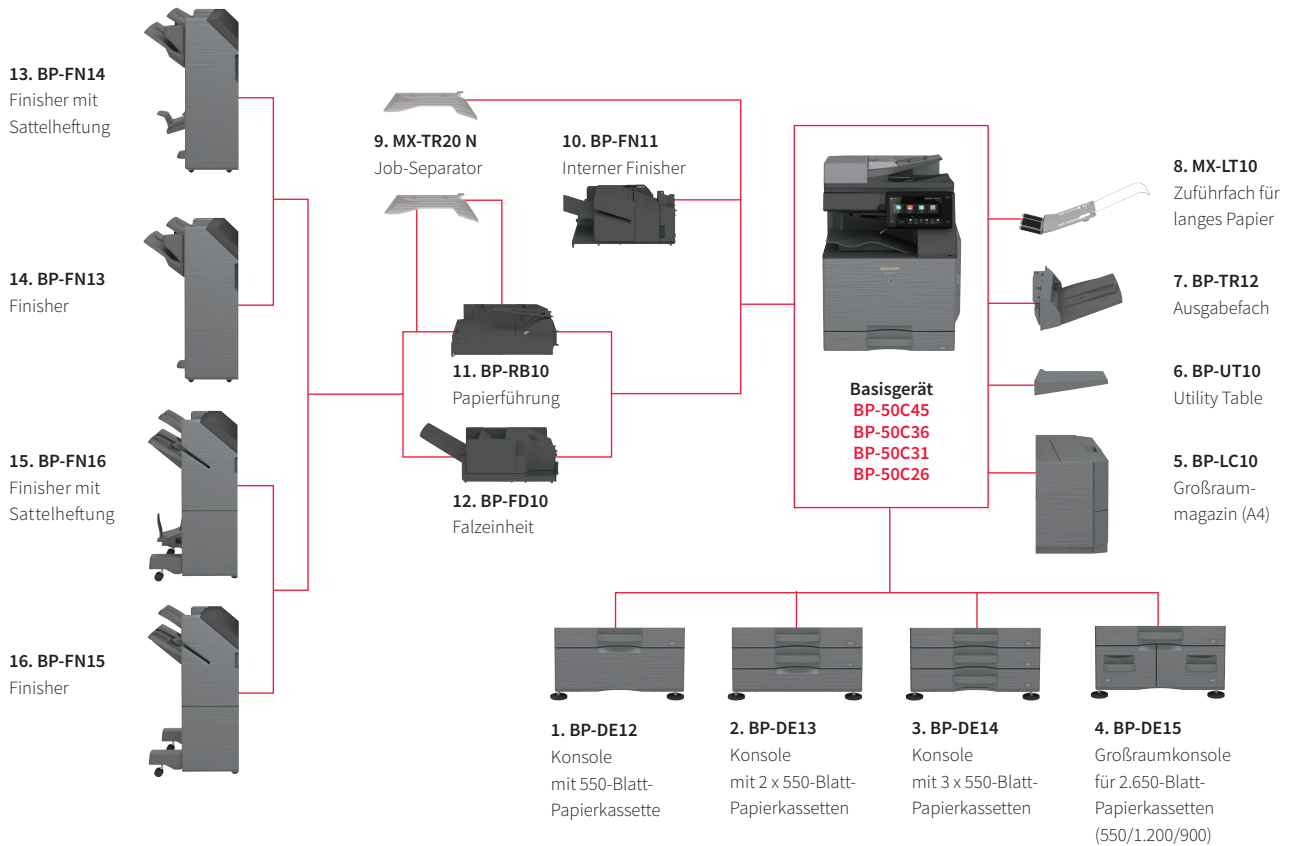 13. BP-FN14
Finisher mit
Sattelheftung
14. BP-FN13
Finisher
15. BP-FN16
Finisher mit
Sattelheftung
16. BP-FN15
Finisher
9. MX-TR20 N
Job-Separator
10. BP-FN11
Interner Finisher
11. BP-RB10
Papierführung
12. BP-FD10
Falzeinheit
SHARP
Basisgerät
BP-50C45
BP-50C36
BP-50C31
BP-50C26
8. MX-LT10
Zuführfach für
langes Papier
7. BP-TR12
Ausgabefach
6. BP-UT10
Utility Table
5. BP-LC10
Großraum-
magazin (A4)
1. BP-DE12
Konsole
mit 550-Blatt-
Papierkassette
2. BP-DE13
Konsole
mit 2 x 550-Blatt-
Papierkassetten
3. BP-DE14
Konsole
mit 3 x 550-Blatt-
Papierkassetten
4. BP-DE15
Großraumkonsole
für 2.650-Blatt-
Papierkassetten
(550/1.200/900)